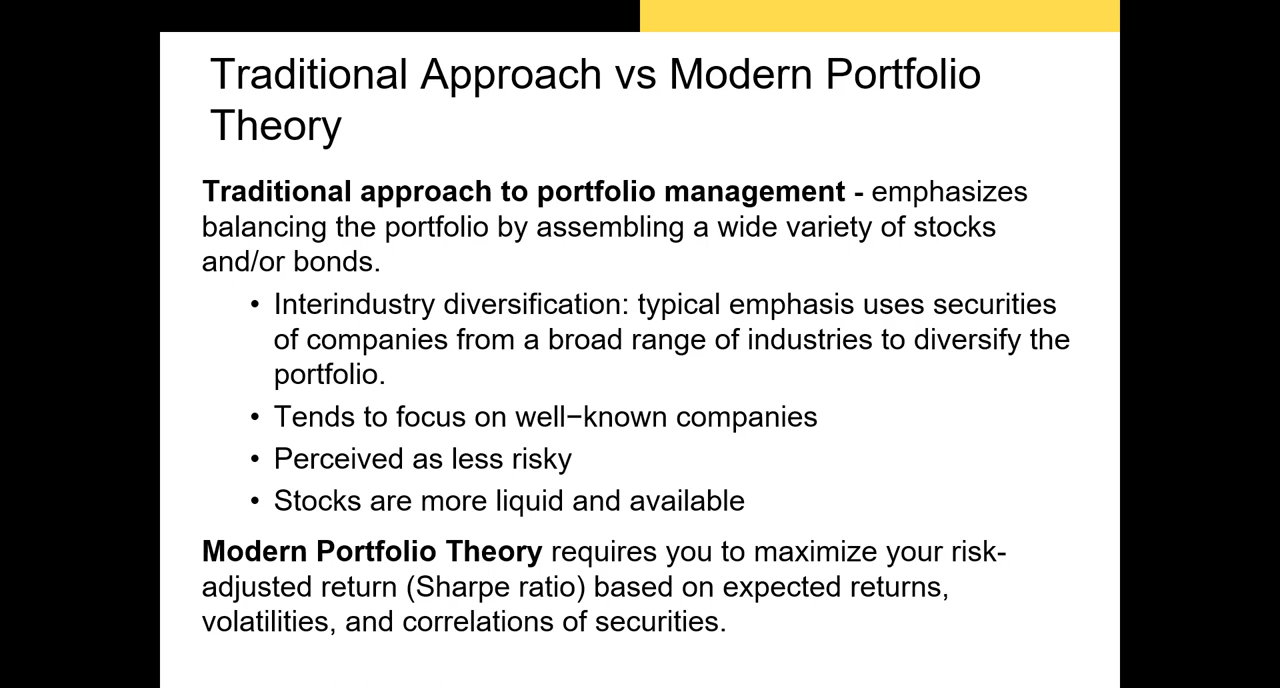 Traditional Approach vs Modern Portfolio
Theory
Traditional approach to portfolio management - emphasizes
balancing the portfolio by assembling a wide variety of stocks
and/or bonds.
• Interindustry diversification: typical emphasis uses securities
of companies from a broad range of industries to diversify the
portfolio.
• Tends to focus on well−known companies
• Perceived as less risky
• Stocks are more liquid and available
Modern Portfolio Theory requires you to maximize your risk-
adjusted return (Sharpe ratio) based on expected returns,
volatilities, and correlations of securities.